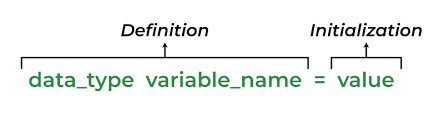 Definition Initialization
data_type variable_name = value